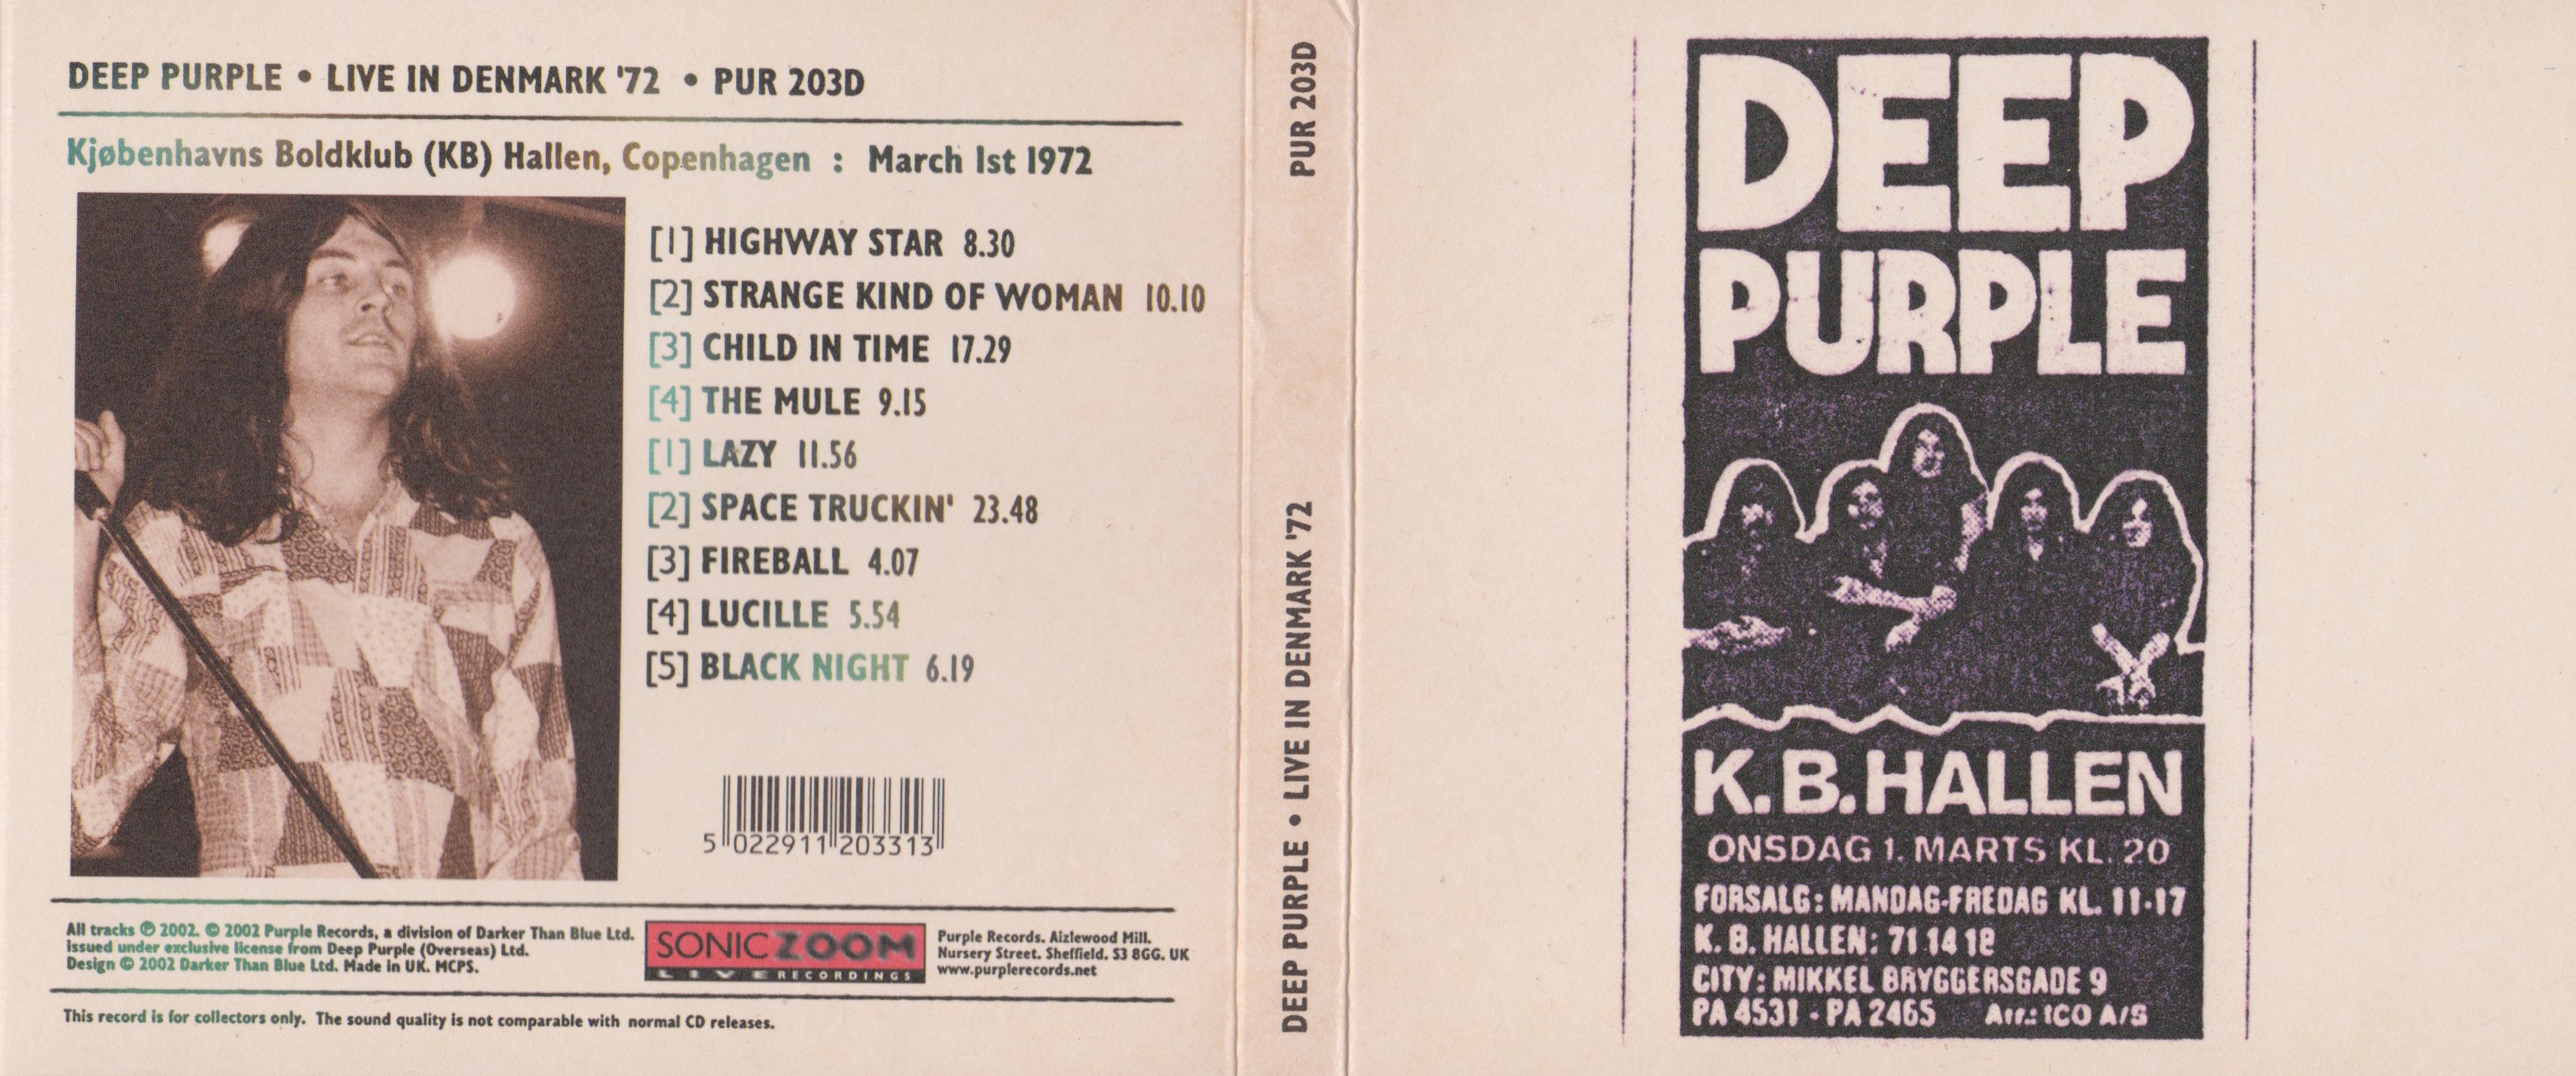 DEEP PURPLE • LIVE IN DENMARK '72 • PUR 203D
Kjøbenhavns Boldklub (KB) Hallen, Copenhagen : March 1st 1972
[1] HIGHWAY STAR 8.30
[2] STRANGE KIND OF WOMAN 10.10
[3] CHILD IN TIME 17.29
[4] THE MULE 9.15
[1] LAZY 11.56
[2] SPACE TRUCKIN' 23.48
[3] FIREBALL 4.07
[4] LUCILLE 5.54
[5] BLACK NIGHT 6.19
5 022911 203313
All tracks ℗ 2002. © 2002 Purple Records, a division of Darker Than Blue Ltd.
issued under exclusive license from Deep Purple (Overseas) Ltd.
Design © 2002 Darker Than Blue Ltd. Made in UK. MCPS.
SONIC ZOOM
LIVE RECORDINGS
Purple Records. Aizlewood Mill.
Nursery Street. Sheffield. S3 8GG. UK
www.purplerecords.net
This record is for collectors only. The sound quality is not comparable with normal CD releases.
DEEP PURPLE • LIVE IN DENMARK '72 PUR 203D
DEEP
PURPLE
K.B.HALLEN
ONSDAG 1. MARTS KL. 20
FORSALG: MANDAG-FREDAG KL. 11-17
K. B. HALLEN: 71 14 18
CITY: MIKKEL BRYGGERSGADE 9
PA 4531 - PA 2465 Arr.: ICO A/S